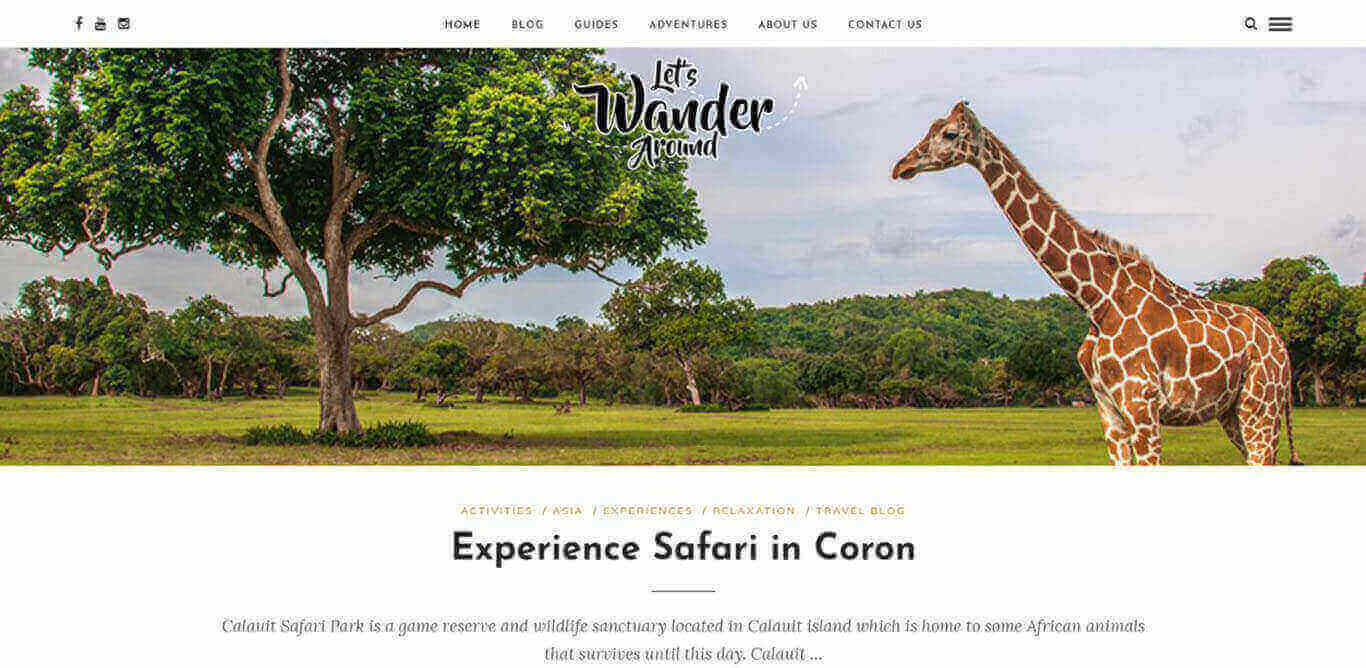 HOME BLOG GUIDES ADVENTURES ABOUT US CONTACT US
Let's
Wander
Around
ACTIVITIES / ASIA / EXPERIENCES / RELAXATION / TRAVEL BLOG
Experience Safari in Coron
Calauit Safari Park is a game reserve and wildlife sanctuary located in Calauit island which is home to some African animals
that survives until this day. Calauit ...